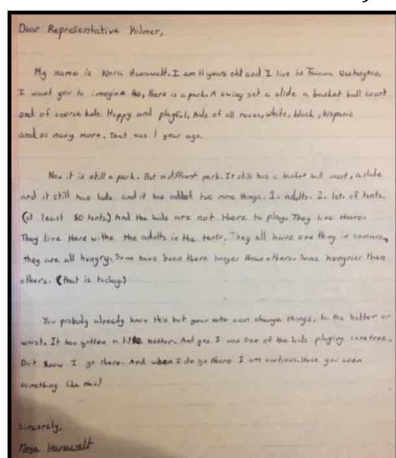 Dear Representative Kilmer,
My name is Nora Hanawalt. I am 11 years old and I live in Tacoma Washington.
I want you to imagine this, there is a park. A swing set a slide a basket ball court
and of coarse kids. Happy and playful, kids of all races, white, black, hispanic
and so many more. That was 1 year ago.
Now it is still a park. But a different park. It still has a basket ball court, a slide
and it still has kids. and it has added two more things. 1. adults. 2. lots of tents.
(at least 50 tents) And the kids are not there to play. They live there.
They live there with the adults in the tents. They all have one thing in common,
they are all hungry. Some have been there longer than others. Some hungrier than
others. (that is today.)
You probably already know this but your vote can change things, to the better or
worst. It has gotten a little better. And yes I was one of the kids playing carefree.
But now I go there. And when I do go there I am curious. Have you seen
something like this?
Sincerely,
Nora Hanawalt